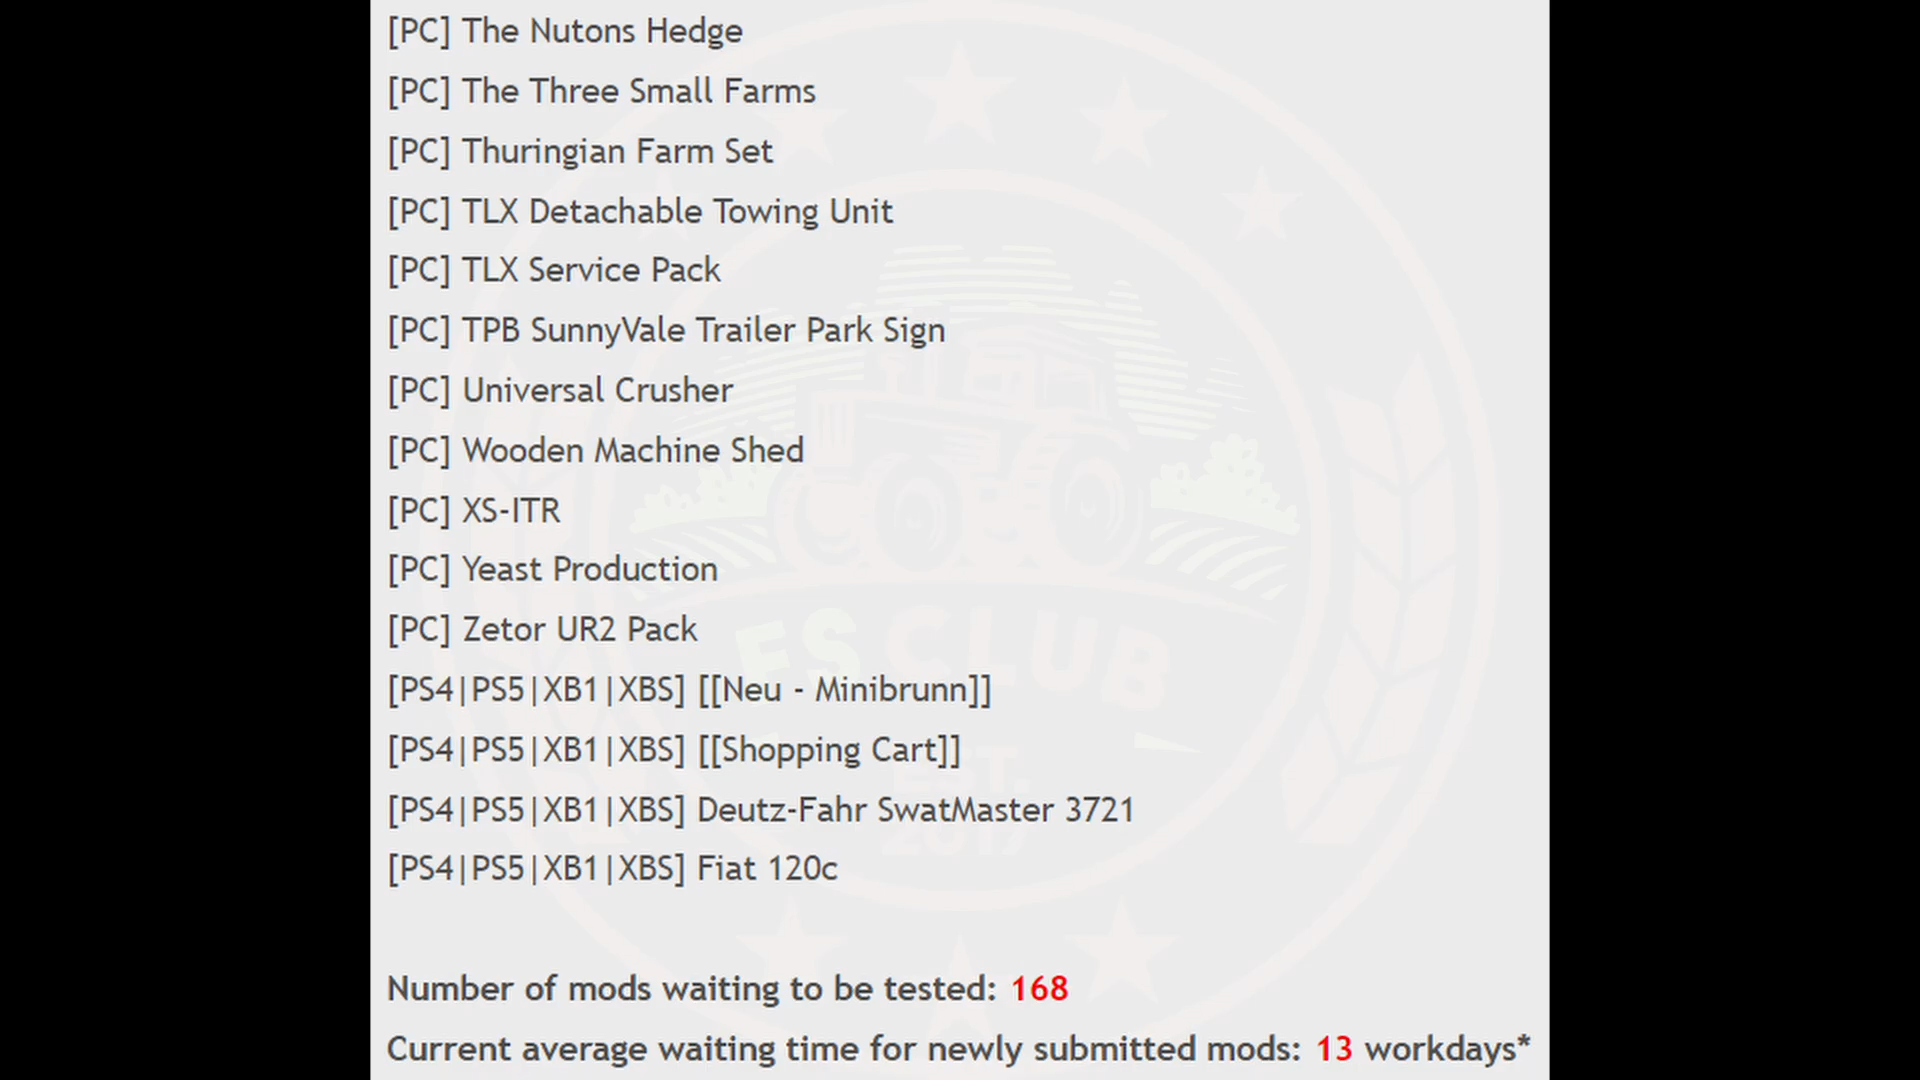 [PC] The Nutons Hedge
[PC] The Three Small Farms
[PC] Thuringian Farm Set
[PC] TLX Detachable Towing Unit
[PC] TLX Service Pack
[PC] TPB SunnyVale Trailer Park Sign
[PC] Universal Crusher
[PC] Wooden Machine Shed
[PC] XS-ITR
[PC] Yeast Production
[PC] Zetor UR2 Pack
FS CLUB
[PS4|PS5|XB1|XBS] [[Neu - Minibrunn]]
[PS4|PS5|XB1|XBS] [[Shopping Cart]]
EST.
[PS4|PS5|XB1|XBS] Deutz-Fahr SwatMaster 3721
[PS4|PS5|XB1|XBS] Fiat 120c
Number of mods waiting to be tested: 168
Current average waiting time for newly submitted mods: 13 workdays*